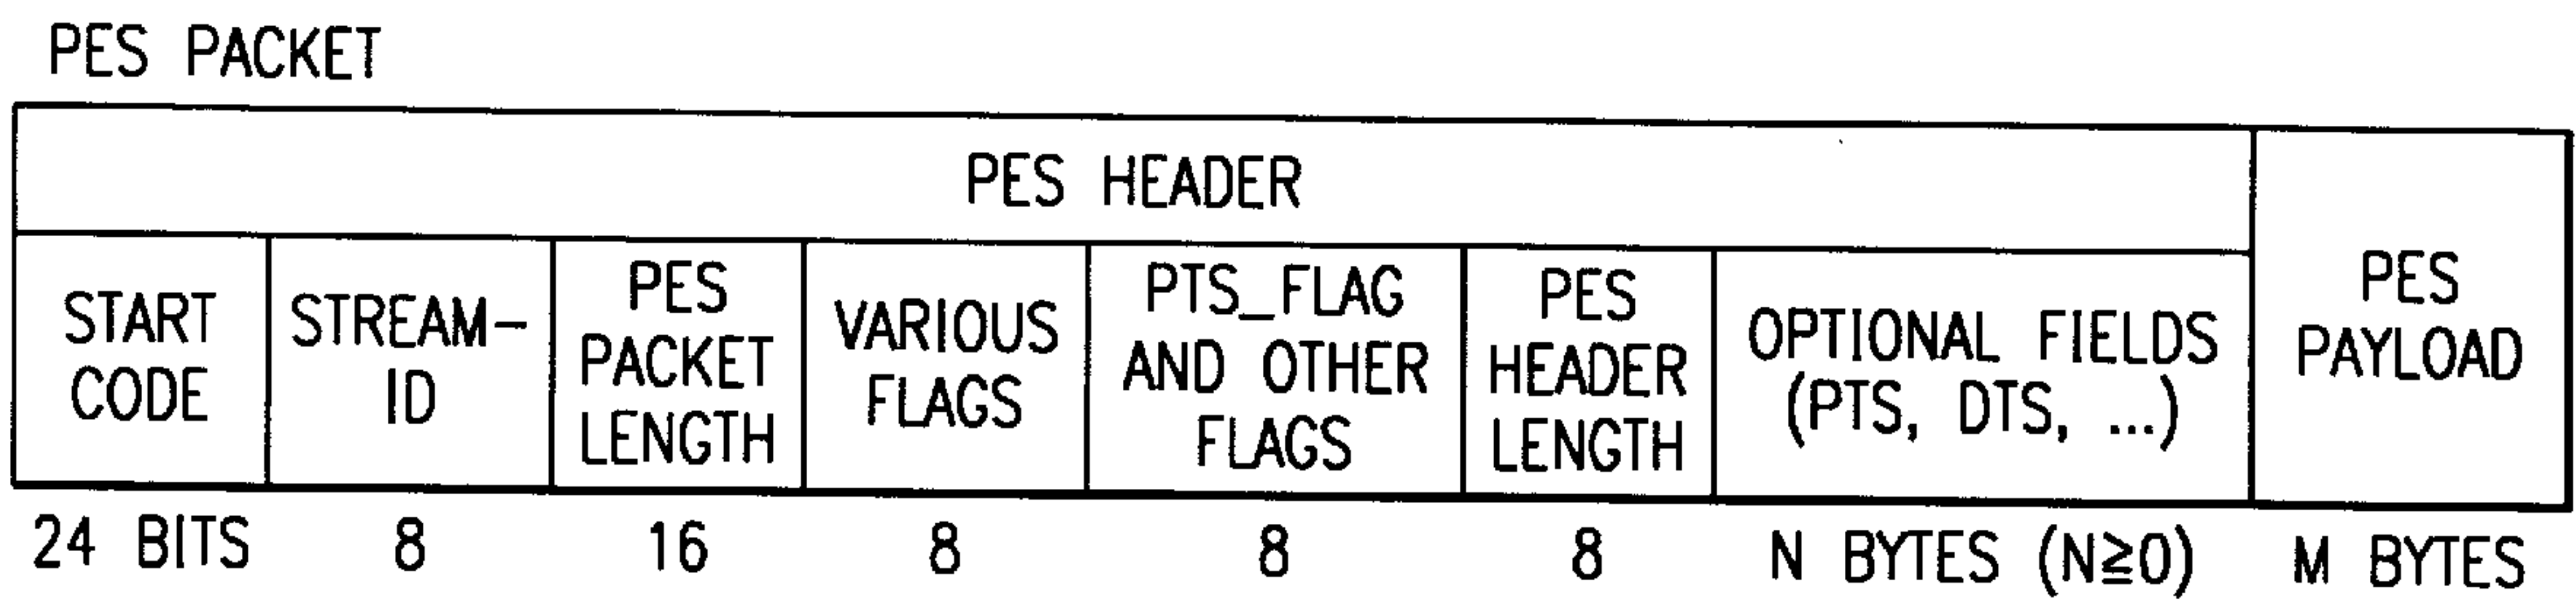 PES PACKET
PES HEADER
START
CODE
STREAM-
ID
PES
PACKET
LENGTH
VARIOUS
FLAGS
PTS_FLAG
AND OTHER
FLAGS
PES
HEADER
LENGTH
OPTIONAL FIELDS
(PTS, DTS, ...)
PES
PAYLOAD
24 BITS 8 16 8 8 8 N BYTES (N≧0) M BYTES